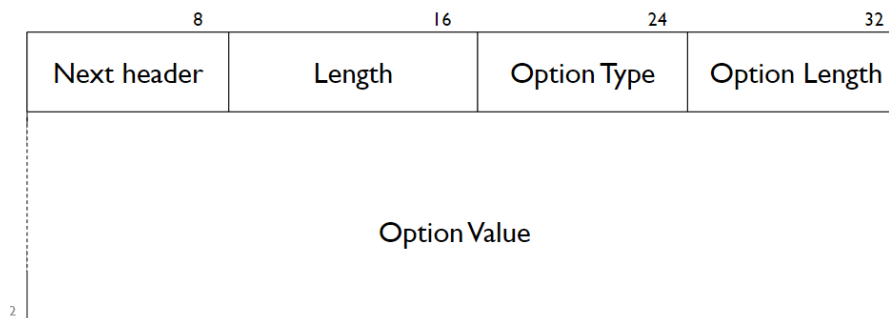 8 16 24 32
Next header Length Option Type Option Length
Option Value
2